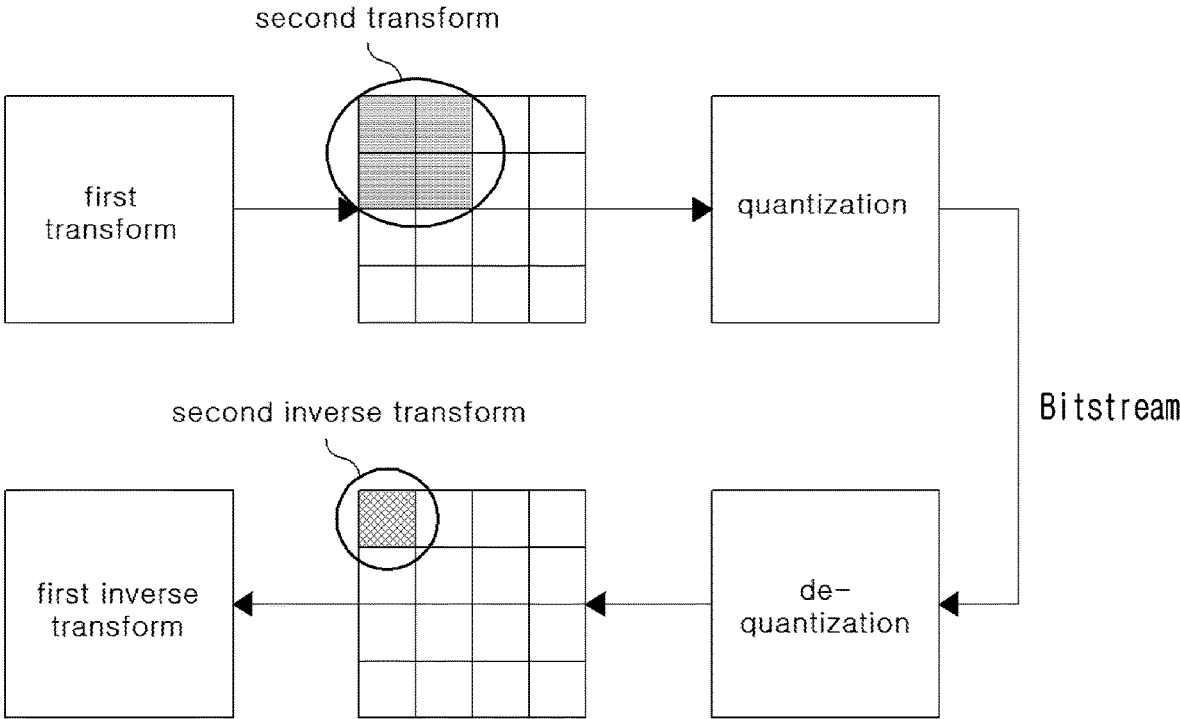 second transform
first
transform
quantization
Bitstream
second inverse transform
first inverse
transform
de-
quantization